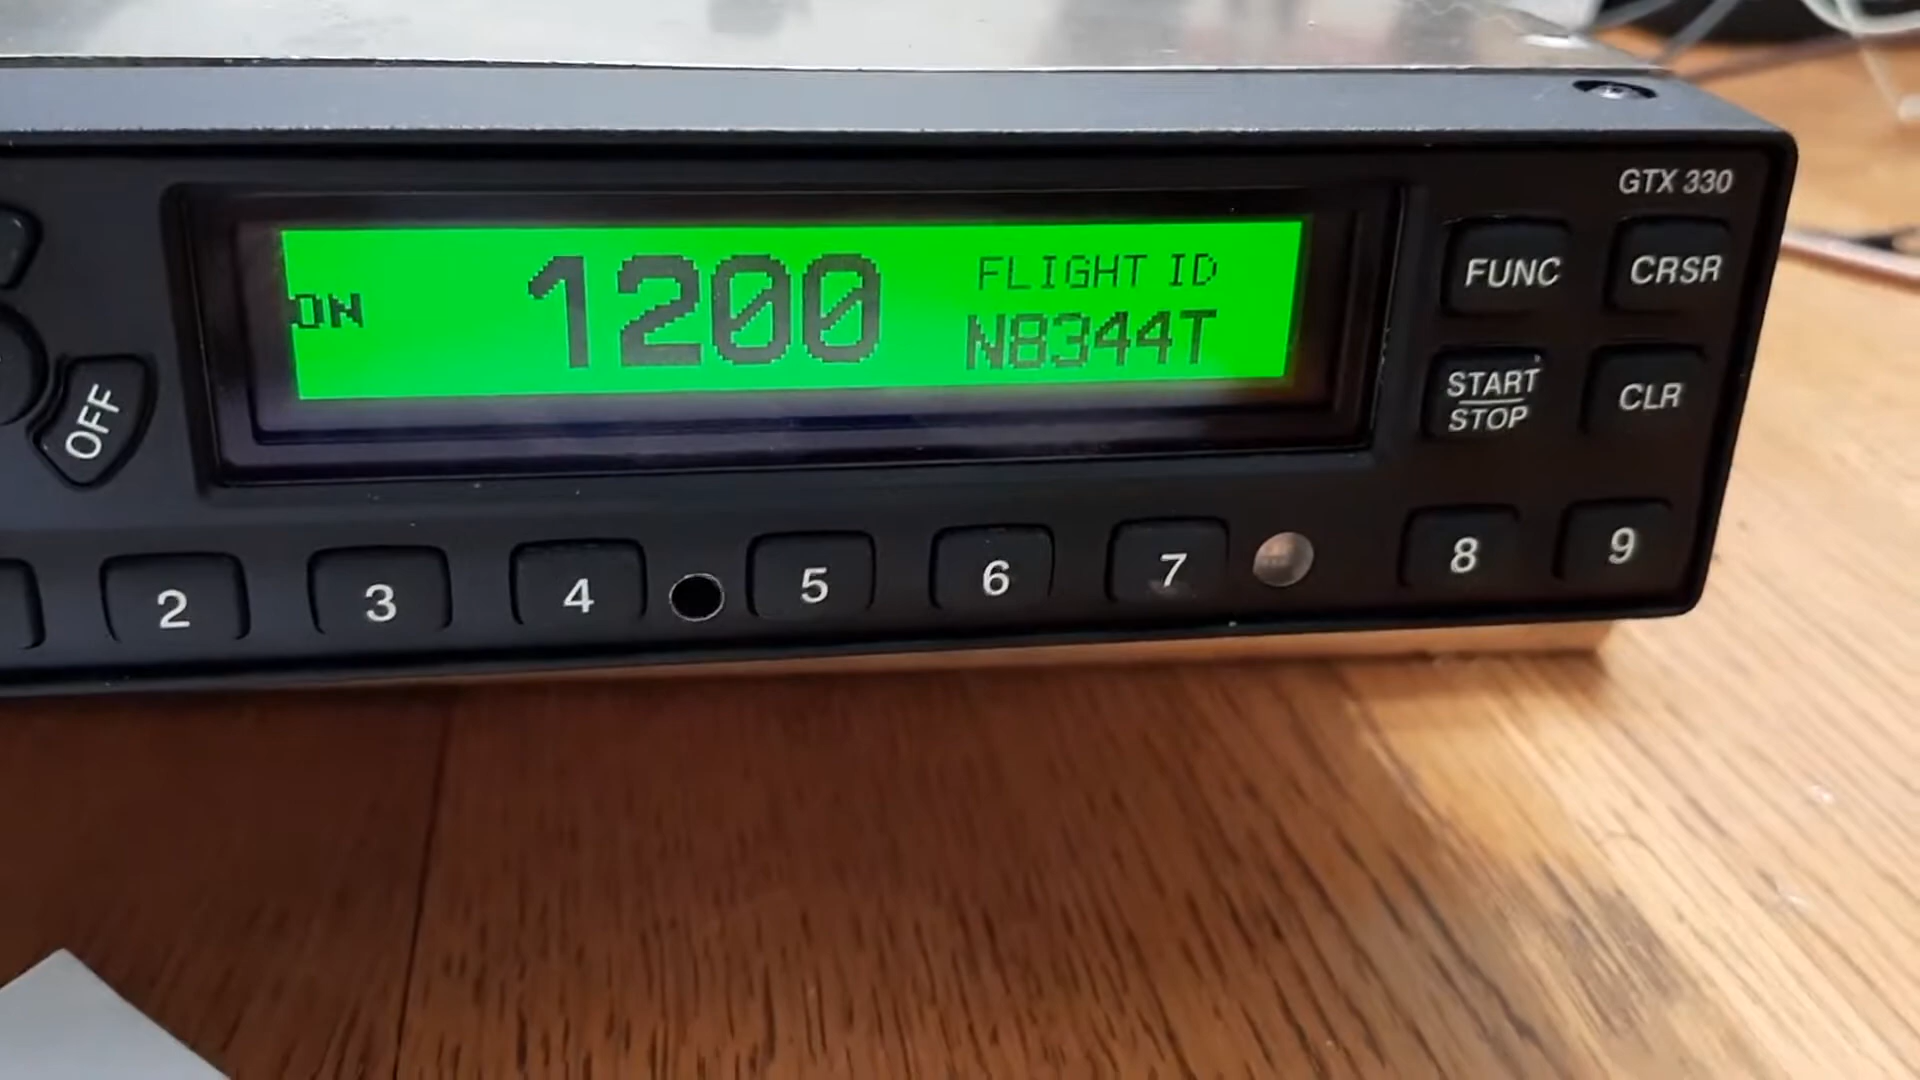 GTX 330
ON
1200
FLIGHT ID
N8344T
FUNC
CRSR
OFF
START
STOP
CLR
2
3
4
5
6
7
8
9